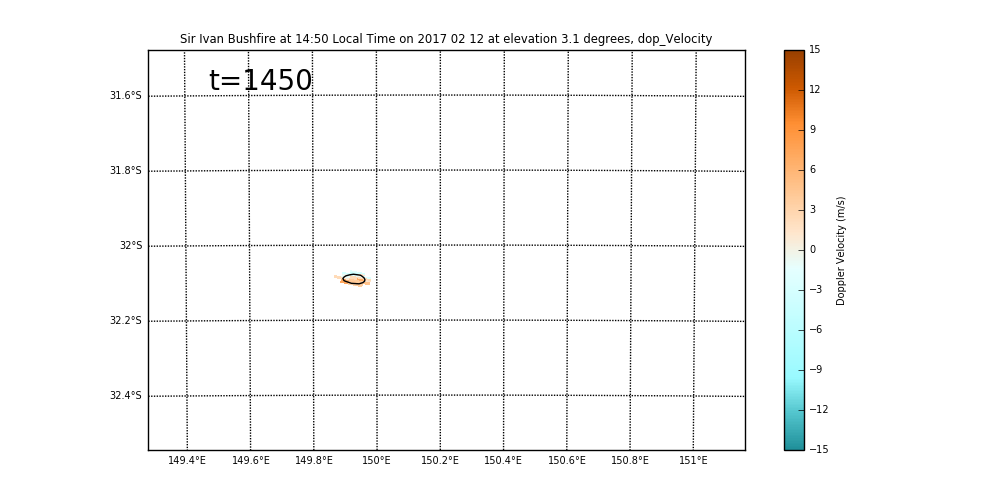 Sir Ivan Bushfire at 14:50 Local Time on 2017 02 12 at elevation 3.1 degrees, dop_Velocity
t=1450
31.6°S
31.8°S
32°S
32.2°S
32.4°S
149.4°E 149.6°E 149.8°E 150°E 150.2°E 150.4°E 150.6°E 150.8°E 151°E
15
12
9
6
3
0
−3
−6
−9
−12
−15
Doppler Velocity (m/s)